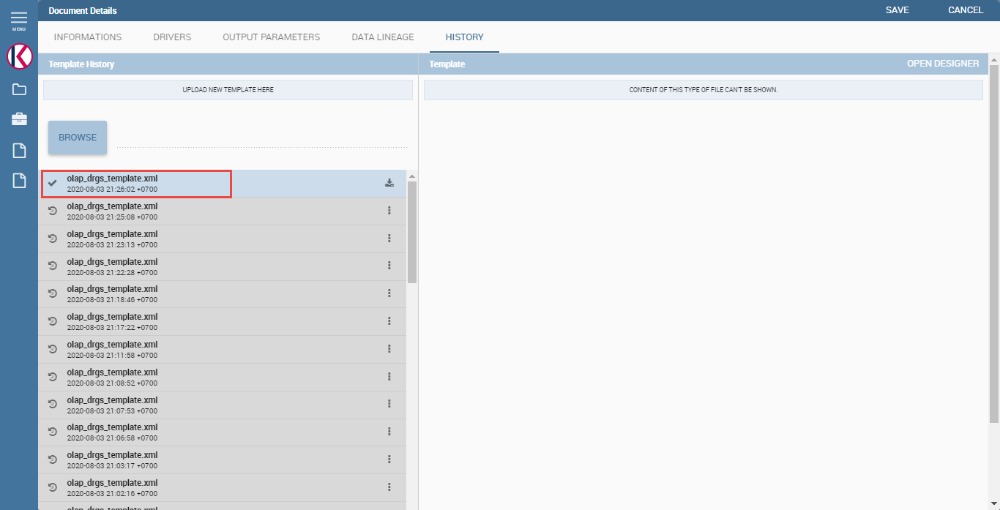 MENU
Document Details
SAVE
CANCEL
INFORMATIONS
DRIVERS
OUTPUT PARAMETERS
DATA LINEAGE
HISTORY
Template History
Template
OPEN DESIGNER
UPLOAD NEW TEMPLATE HERE
CONTENT OF THIS TYPE OF FILE CAN'T BE SHOWN.
BROWSE
olap_drgs_template.xml
2020-08-03 21:26:02 +0700
olap_drgs_template.xml
2020-08-03 21:25:08 +0700
olap_drgs_template.xml
2020-08-03 21:23:13 +0700
olap_drgs_template.xml
2020-08-03 21:22:28 +0700
olap_drgs_template.xml
2020-08-03 21:18:46 +0700
olap_drgs_template.xml
2020-08-03 21:17:22 +0700
olap_drgs_template.xml
2020-08-03 21:11:58 +0700
olap_drgs_template.xml
2020-08-03 21:08:52 +0700
olap_drgs_template.xml
2020-08-03 21:07:53 +0700
olap_drgs_template.xml
2020-08-03 21:06:58 +0700
olap_drgs_template.xml
2020-08-03 21:03:17 +0700
olap_drgs_template.xml
2020-08-03 21:02:16 +0700
olap_drgs_template.xml